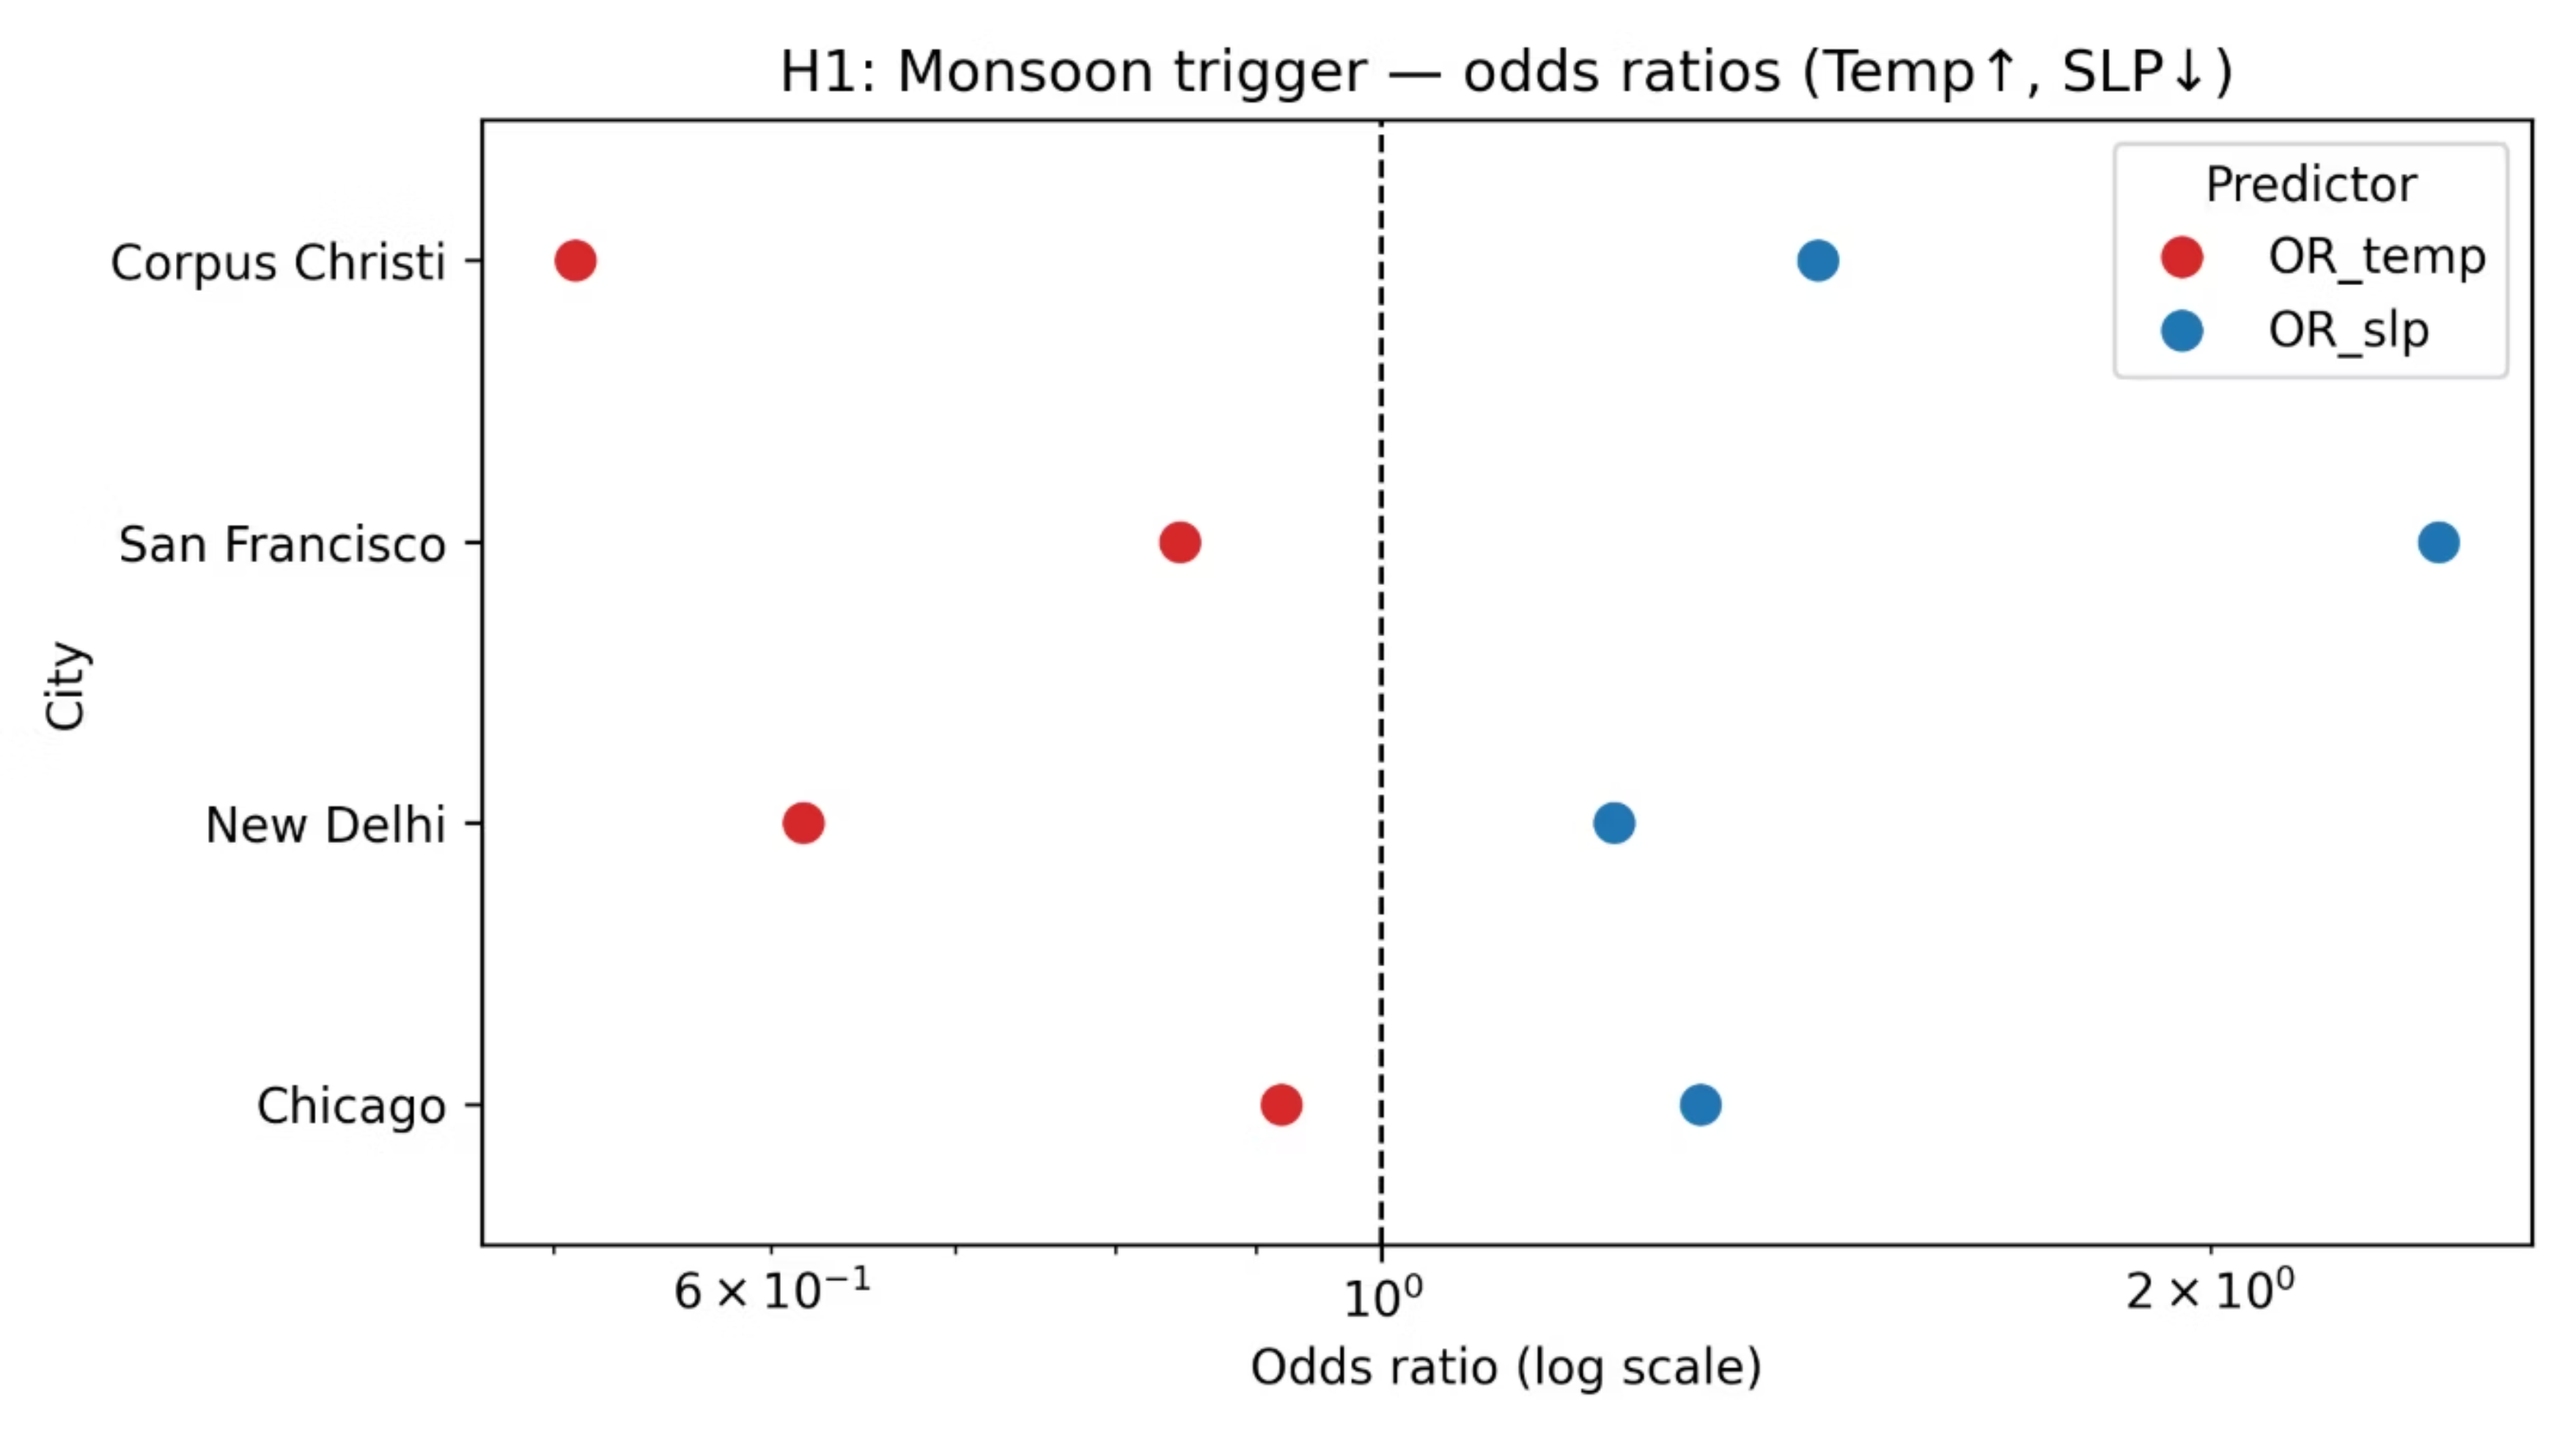 H1: Monsoon trigger — odds ratios (Temp↑, SLP↓)
Predictor
OR_temp
OR_slp
Corpus Christi
San Francisco
New Delhi
Chicago
City
6 × 10⁻¹
10⁰
2 × 10⁰
Odds ratio (log scale)